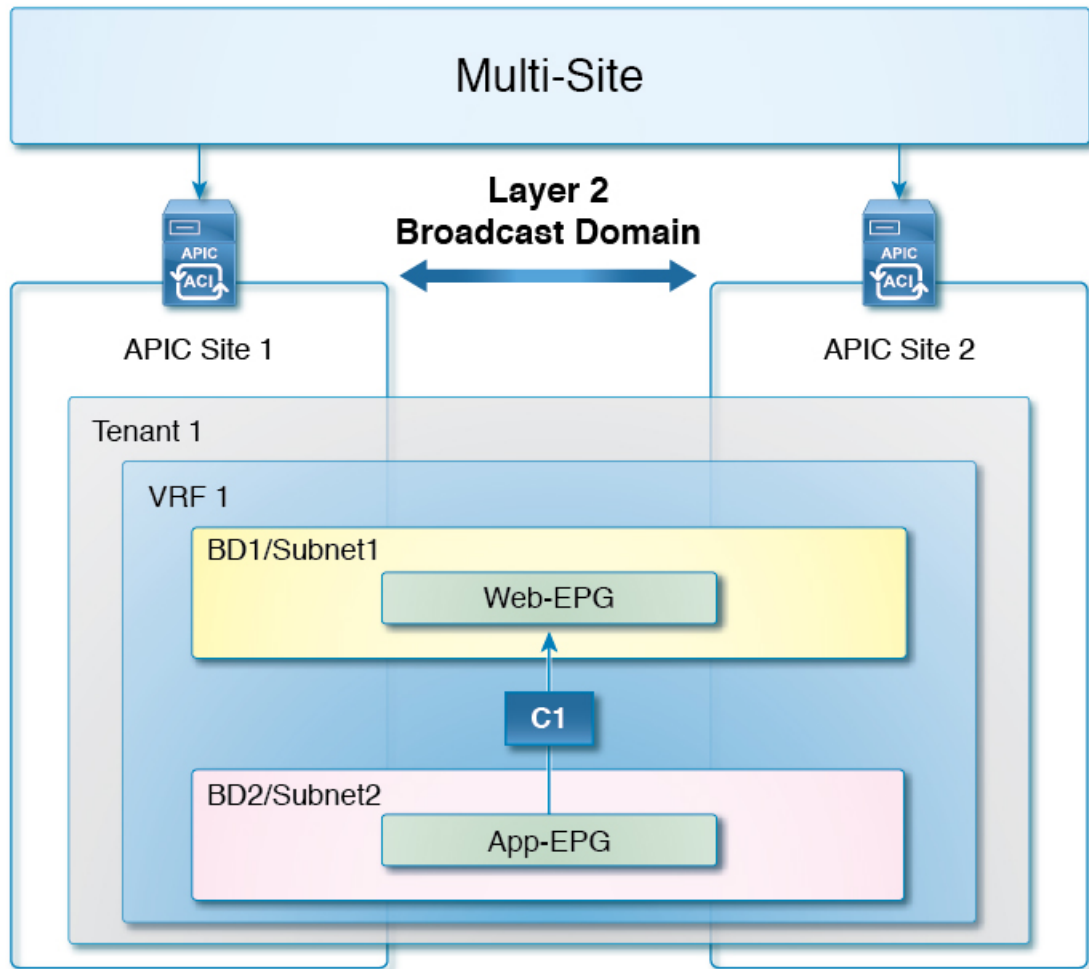 Multi-Site
Layer 2
Broadcast Domain
APIC
ACI
APIC
ACI
APIC Site 1
APIC Site 2
Tenant 1
VRF 1
BD1/Subnet1
Web-EPG
C1
BD2/Subnet2
App-EPG